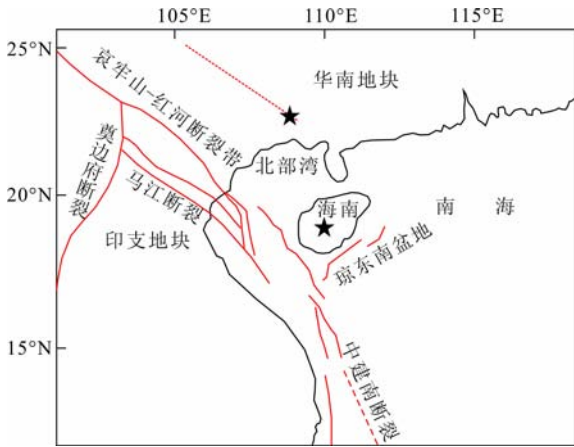 105°E
110°E
115°E
25°N
20°N
15°N
哀牢山-红河断裂带
华南地块
奠边府断裂
马江断裂
北部湾
海南
南海
印支地块
琼东南盆地
中建南断裂